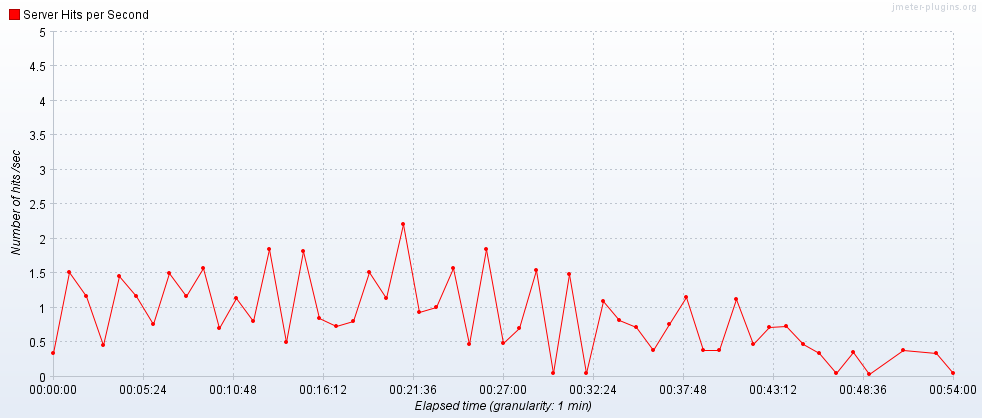 jmeter-plugins.org
Server Hits per Second
5
4.5
4
3.5
3
2.5
2
1.5
1
0.5
0
Number of hits /sec
00:00:00 00:05:24 00:10:48 00:16:12 00:21:36 00:27:00 00:32:24 00:37:48 00:43:12 00:48:36 00:54:00
Elapsed time (granularity: 1 min)